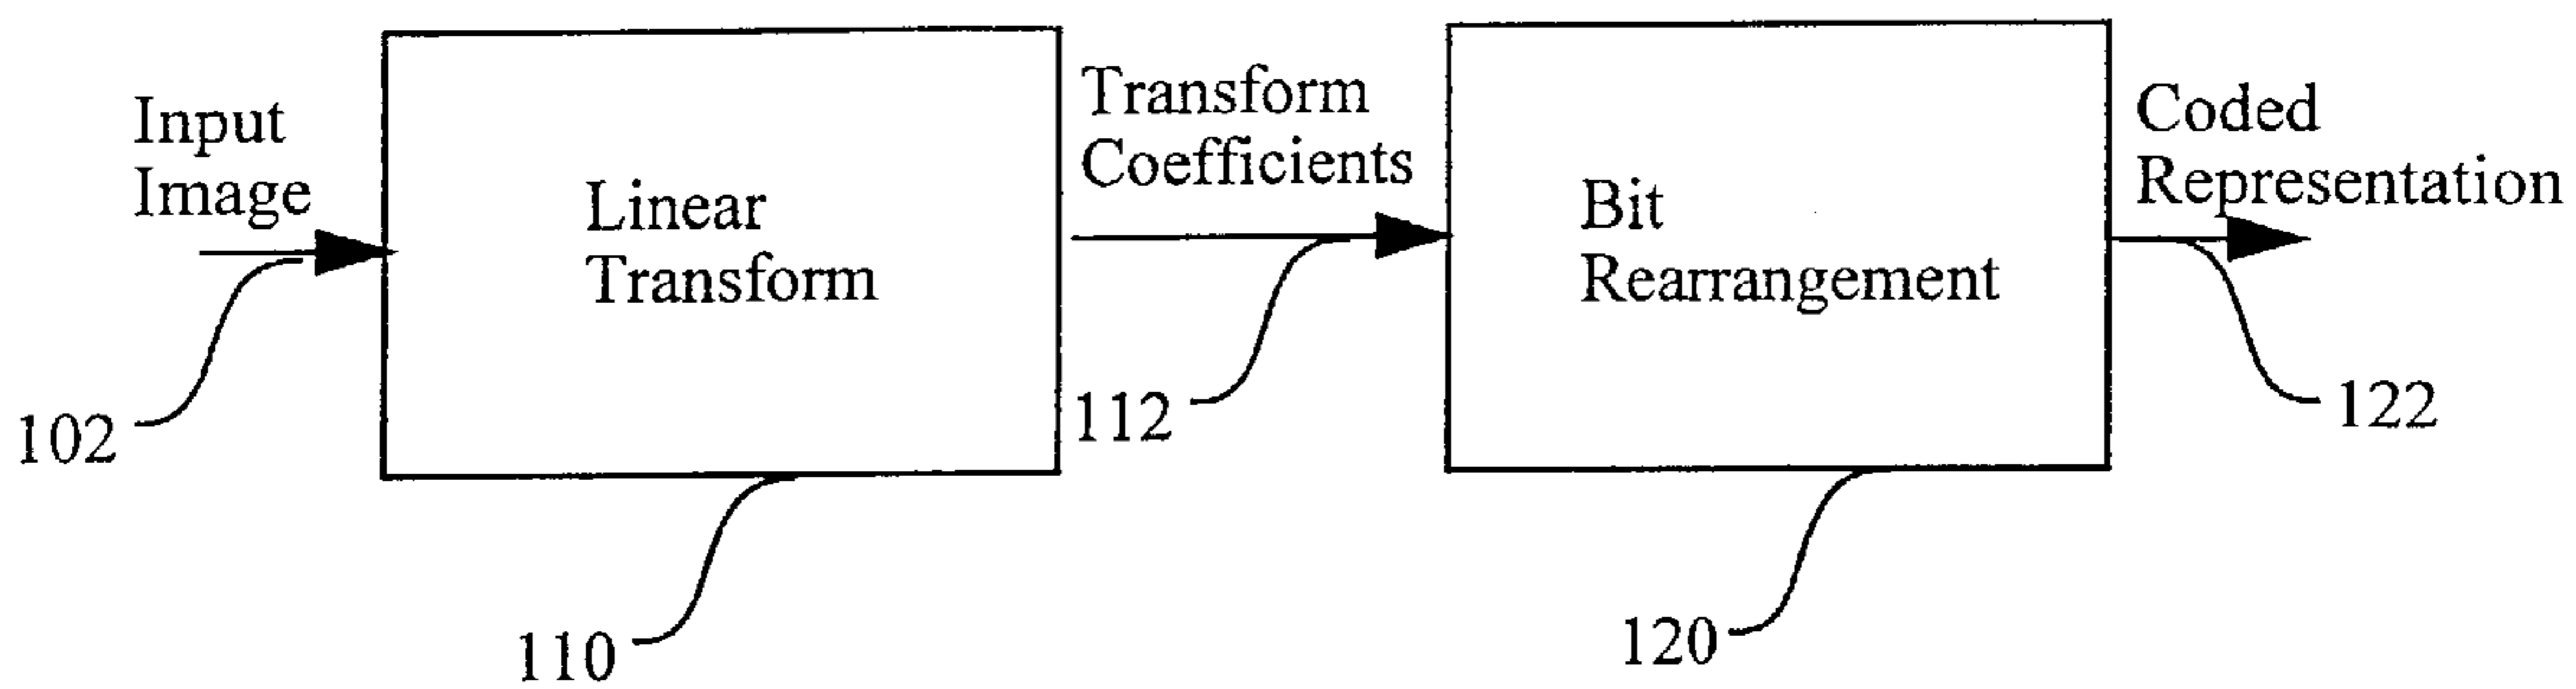 Input
Image
102
Linear
Transform
110
Transform
Coefficients
112
Bit
Rearrangement
120
Coded
Representation
122